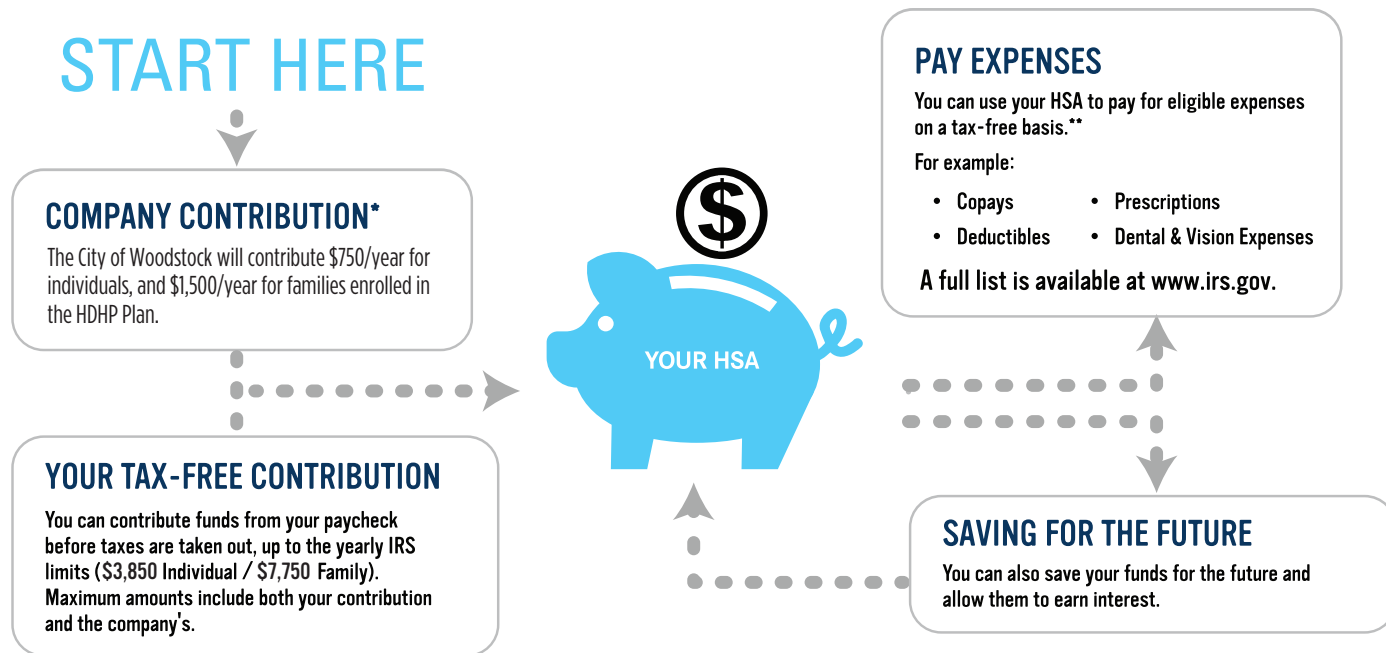 START HERE
COMPANY CONTRIBUTION*
The City of Woodstock will contribute $750/year for
individuals, and $1,500/year for families enrolled in
the HDHP Plan.
YOUR TAX-FREE CONTRIBUTION
You can contribute funds from your paycheck
before taxes are taken out, up to the yearly IRS
limits ($3,850 Individual / $7,750 Family).
Maximum amounts include both your contribution
and the company's.
$
YOUR HSA
PAY EXPENSES
You can use your HSA to pay for eligible expenses
on a tax-free basis.**
For example:
• Copays • Prescriptions
• Deductibles • Dental & Vision Expenses
A full list is available at www.irs.gov.
SAVING FOR THE FUTURE
You can also save your funds for the future and
allow them to earn interest.